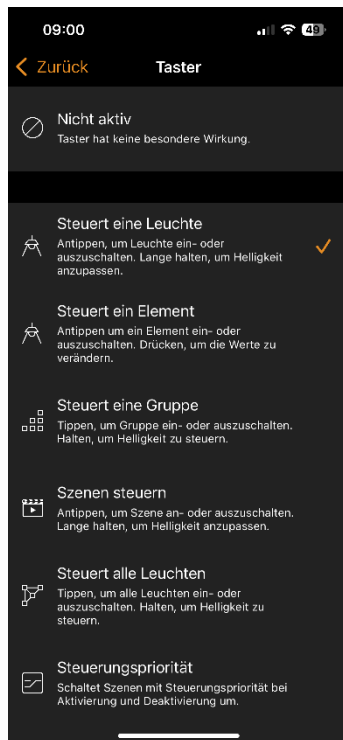 09:00
49
Zurück
Taster
Nicht aktiv
Taster hat keine besondere Wirkung.
Steuert eine Leuchte
Antippen, um Leuchte ein- oder
auszuschalten. Lange halten, um Helligkeit
anzupassen.
Steuert ein Element
Antippen um ein Element ein- oder
auszuschalten. Drücken, um die Werte zu
verändern.
Steuert eine Gruppe
Tippen, um Gruppe ein- oder auszuschalten.
Halten, um Helligkeit zu steuern.
Szenen steuern
Antippen, um Szene an- oder auszuschalten.
Lange halten, um Helligkeit anzupassen.
Steuert alle Leuchten
Tippen, um alle Leuchten ein- oder
auszuschalten. Halten, um Helligkeit zu
steuern.
Steuerungspriorität
Schaltet Szenen mit Steuerungspriorität bei
Aktivierung und Deaktivierung um.